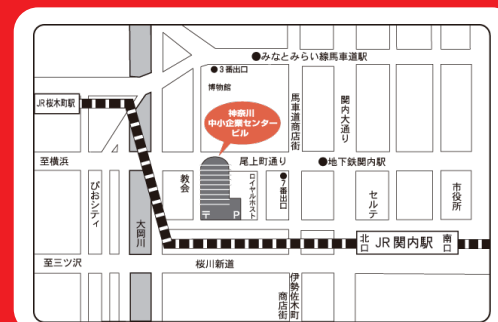 ●みなとみらい線馬車道駅
●3番出口
博物館
JR桜木町駅
神奈川
中小企業センター
ビル
馬車道商店街
関内大通り
至横浜
尾上町通り
●地下鉄関内駅
ぴおシティ
大岡川
教会
ロイヤルホスト
●7番出口
セルテ
市役所
〒 P
北口
JR関内駅
南口
至三ツ沢
桜川新道
伊勢佐木町
商店街